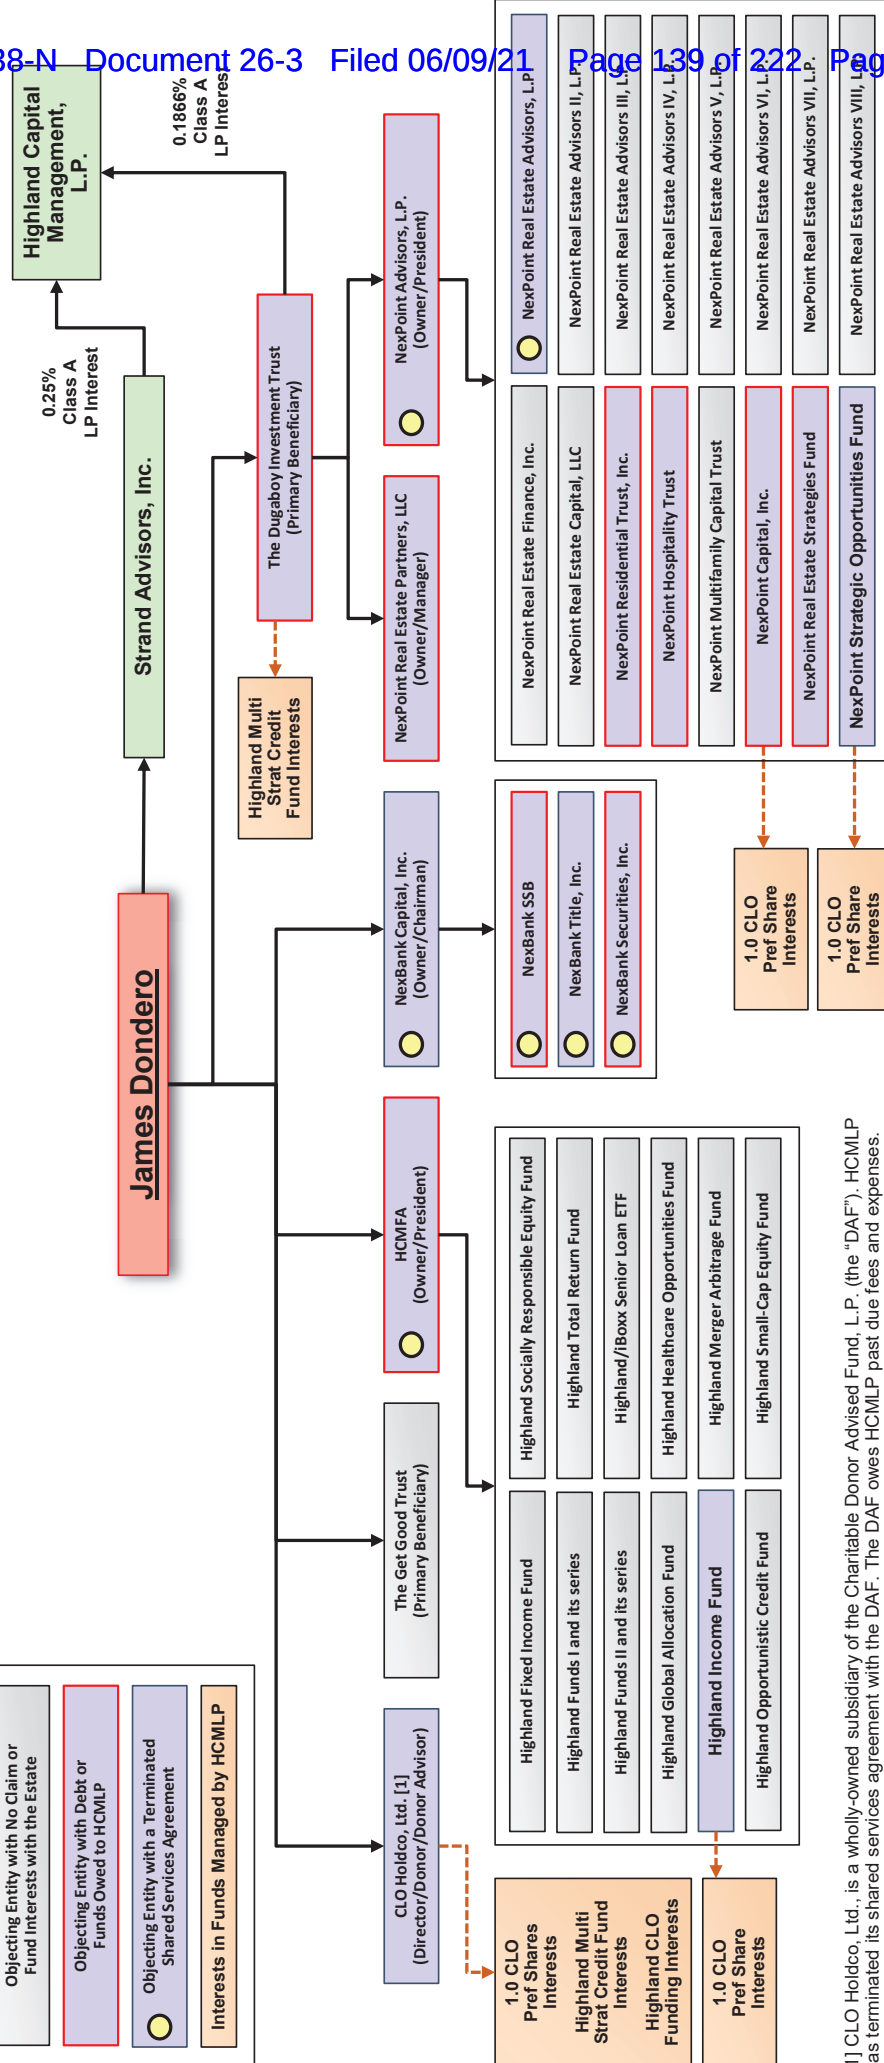 38-N Document 26-3 Filed 06/09/21 Page 139 of 222 Pag
Objecting Entity with No Claim or
Fund Interests with the Estate
Objecting Entity with Debt or
Funds Owed to HCMLP
Objecting Entity with a Terminated
Shared Services Agreement
Interests in Funds Managed by HCMLP
James Dondero
Strand Advisors, Inc.
0.25%
Class A
LP Interest
Highland Capital
Management,
L.P.
0.1866%
Class A
LP Interest
The Dugaboy Investment Trust
(Primary Beneficiary)
Highland Multi
Strat Credit
Fund Interests
CLO Holdco, Ltd. [1]
(Director/Donor/Donor Advisor)
The Get Good Trust
(Primary Beneficiary)
HCMFA
(Owner/President)
NexBank Capital, Inc.
(Owner/Chairman)
NexPoint Real Estate Partners, LLC
(Owner/Manager)
NexPoint Advisors, L.P.
(Owner/President)
1.0 CLO
Pref Shares
Interests
Highland Multi
Strat Credit Fund
Interests
Highland CLO
Funding Interests
1.0 CLO
Pref Share
Interests
Highland Fixed Income Fund
Highland Funds I and its series
Highland Funds II and its series
Highland Global Allocation Fund
Highland Income Fund
Highland Opportunistic Credit Fund
Highland Socially Responsible Equity Fund
Highland Total Return Fund
Highland/iBoxx Senior Loan ETF
Highland Healthcare Opportunities Fund
Highland Merger Arbitrage Fund
Highland Small-Cap Equity Fund
NexBank SSB
NexBank Title, Inc.
NexBank Securities, Inc.
1.0 CLO
Pref Share
Interests
1.0 CLO
Pref Share
Interests
NexPoint Real Estate Finance, Inc.
NexPoint Real Estate Capital, LLC
NexPoint Residential Trust, Inc.
NexPoint Hospitality Trust
NexPoint Multifamily Capital Trust
NexPoint Capital, Inc.
NexPoint Real Estate Strategies Fund
NexPoint Strategic Opportunities Fund
NexPoint Real Estate Advisors, L.P.
NexPoint Real Estate Advisors II, L.P.
NexPoint Real Estate Advisors III, L.P.
NexPoint Real Estate Advisors IV, L.P.
NexPoint Real Estate Advisors V, L.P.
NexPoint Real Estate Advisors VI, L.P.
NexPoint Real Estate Advisors VII, L.P.
NexPoint Real Estate Advisors VIII, L.P.
1] CLO Holdco, Ltd., is a wholly-owned subsidiary of the Charitable Donor Advised Fund, L.P. (the “DAF”). HCMLP
as terminated its shared services agreement with the DAF. The DAF owes HCMLP past due fees and expenses.